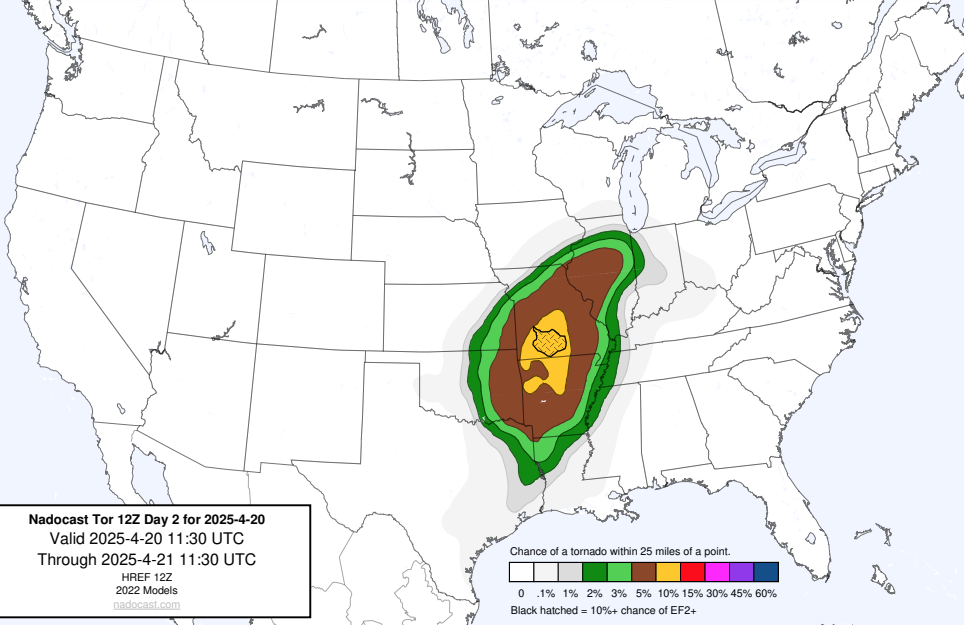 Nadocast Tor 12Z Day 2 for 2025-4-20
Valid 2025-4-20 11:30 UTC
Through 2025-4-21 11:30 UTC
HREF 12Z
2022 Models
nadocast.com
Chance of a tornado within 25 miles of a point.
0 .1% 1% 2% 3% 5% 10% 15% 30% 45% 60%
Black hatched = 10%+ chance of EF2+